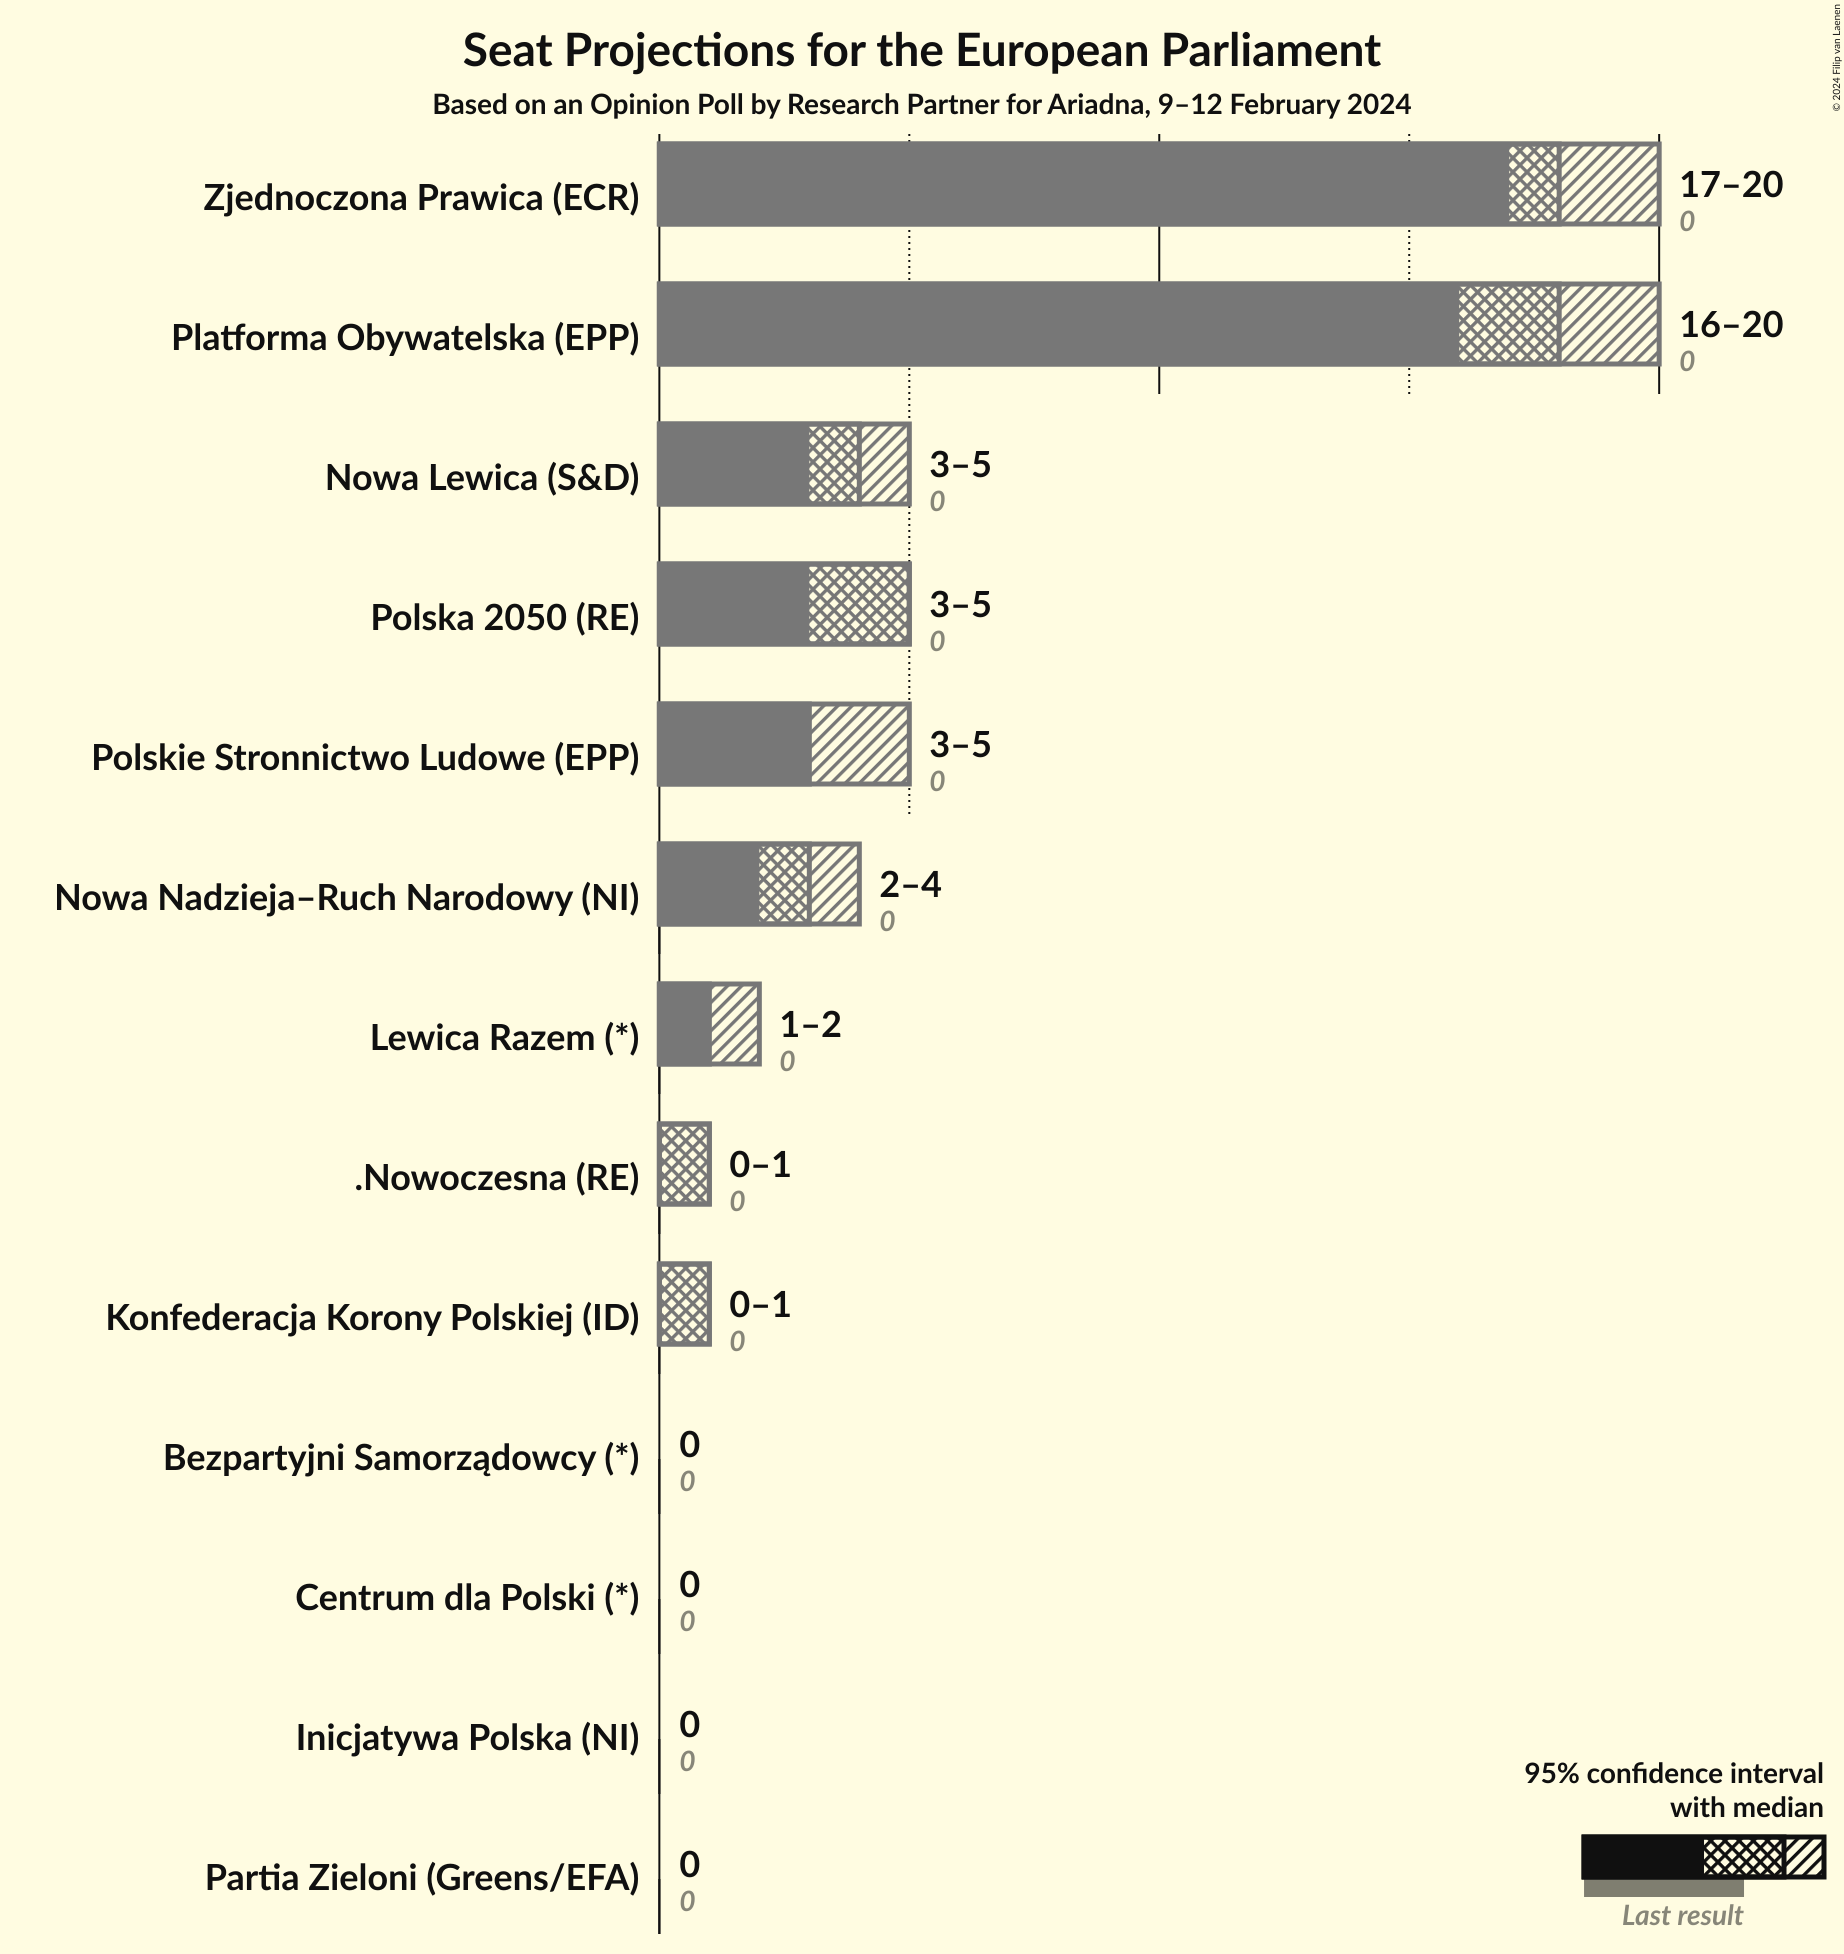 © 2024 Filip van Laenen
Seat Projections for the European Parliament
Based on an Opinion Poll by Research Partner for Ariadna, 9–12 February 2024
Zjednoczona Prawica (ECR)
17–20
0
Platforma Obywatelska (EPP)
16–20
0
Nowa Lewica (S&D)
3–5
0
Polska 2050 (RE)
3–5
0
Polskie Stronnictwo Ludowe (EPP)
3–5
0
Nowa Nadzieja–Ruch Narodowy (NI)
2–4
0
Lewica Razem (*)
1–2
0
.Nowoczesna (RE)
0–1
0
Konfederacja Korony Polskiej (ID)
0–1
0
Bezpartyjni Samorządowcy (*)
0
0
Centrum dla Polski (*)
0
0
Inicjatywa Polska (NI)
0
0
Partia Zieloni (Greens/EFA)
0
0
95% confidence interval
with median
Last result